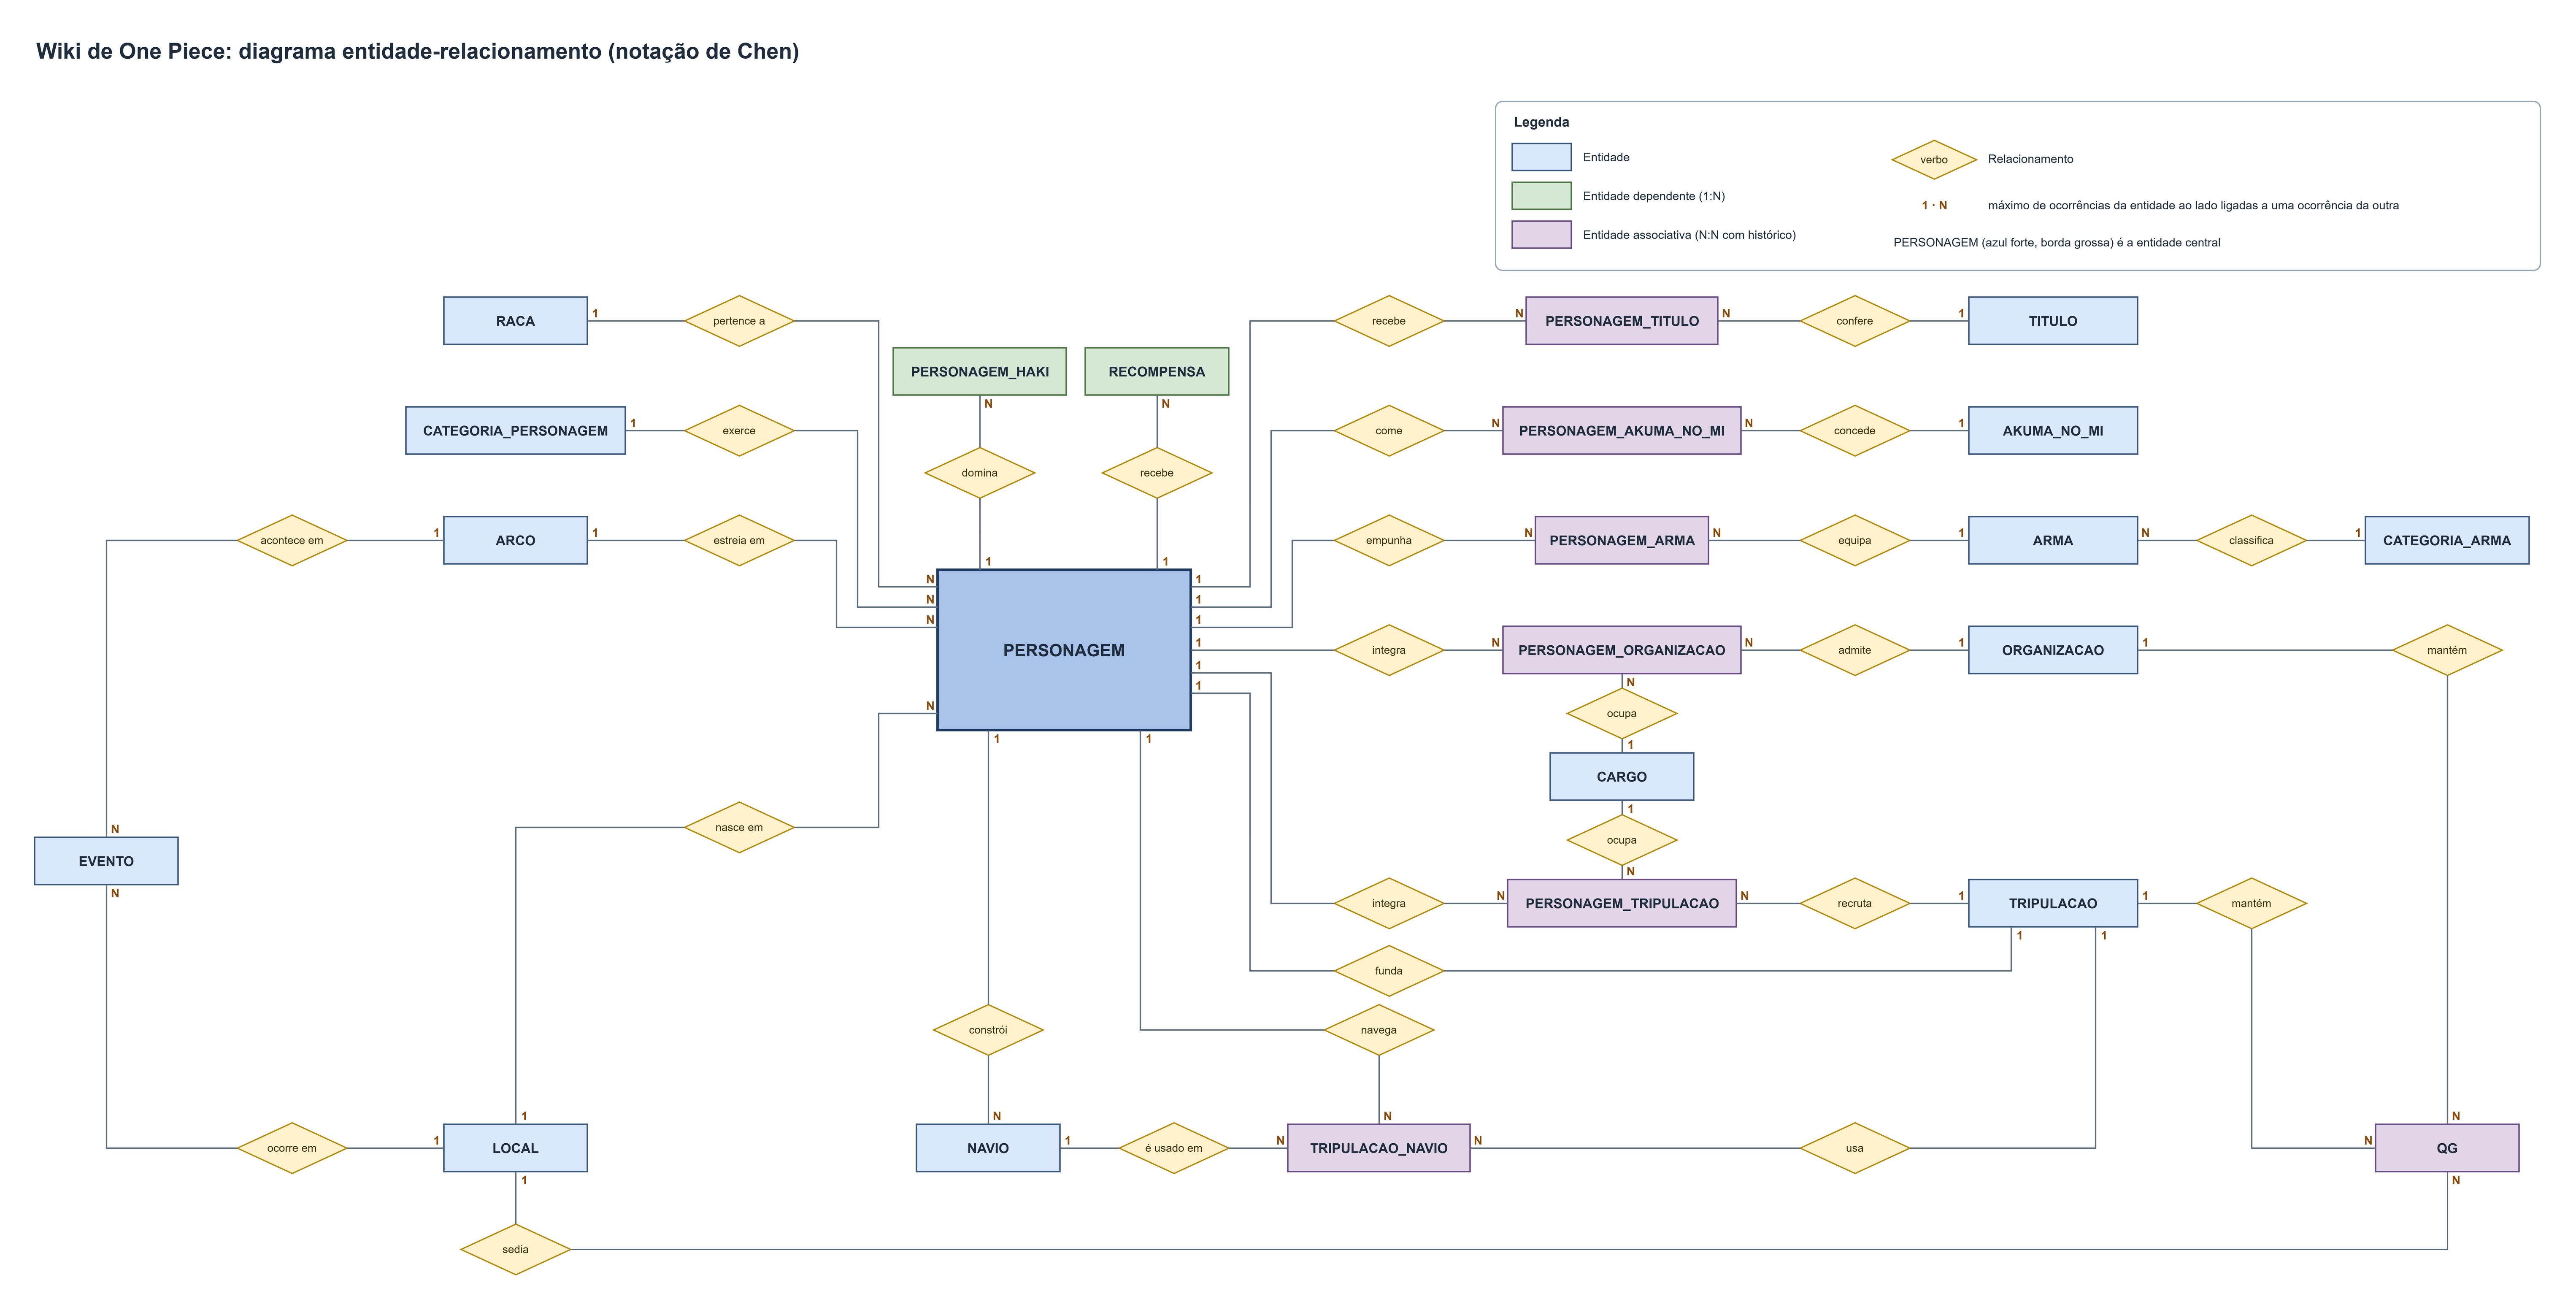 Wiki de One Piece: diagrama entidade-relacionamento (notação de Chen)
Legenda
Entidade
verbo
Relacionamento
Entidade dependente (1:N)
1 · N
máximo de ocorrências da entidade ao lado ligadas a uma ocorrência da outra
Entidade associativa (N:N com histórico)
PERSONAGEM (azul forte, borda grossa) é a entidade central
RACA
1
pertence a
recebe
N
PERSONAGEM_TITULO
N
confere
1
TITULO
PERSONAGEM_HAKI
RECOMPENSA
N
N
CATEGORIA_PERSONAGEM
1
exerce
come
N
PERSONAGEM_AKUMA_NO_MI
N
concede
1
AKUMA_NO_MI
domina
recebe
acontece em
1
ARCO
1
estreia em
empunha
N
PERSONAGEM_ARMA
N
equipa
1
ARMA
N
classifica
1
CATEGORIA_ARMA
1
1
N
1
N
1
N
1
PERSONAGEM
1
integra
N
PERSONAGEM_ORGANIZACAO
N
admite
1
ORGANIZACAO
1
mantém
1
1
N
N
ocupa
1
1
1
CARGO
1
N
nasce em
ocupa
EVENTO
N
N
integra
N
PERSONAGEM_TRIPULACAO
N
recruta
1
TRIPULACAO
1
mantém
1
1
funda
constrói
navega
1
N
N
N
ocorre em
1
LOCAL
NAVIO
1
é usado em
N
TRIPULACAO_NAVIO
N
usa
N
QG
1
N
sedia